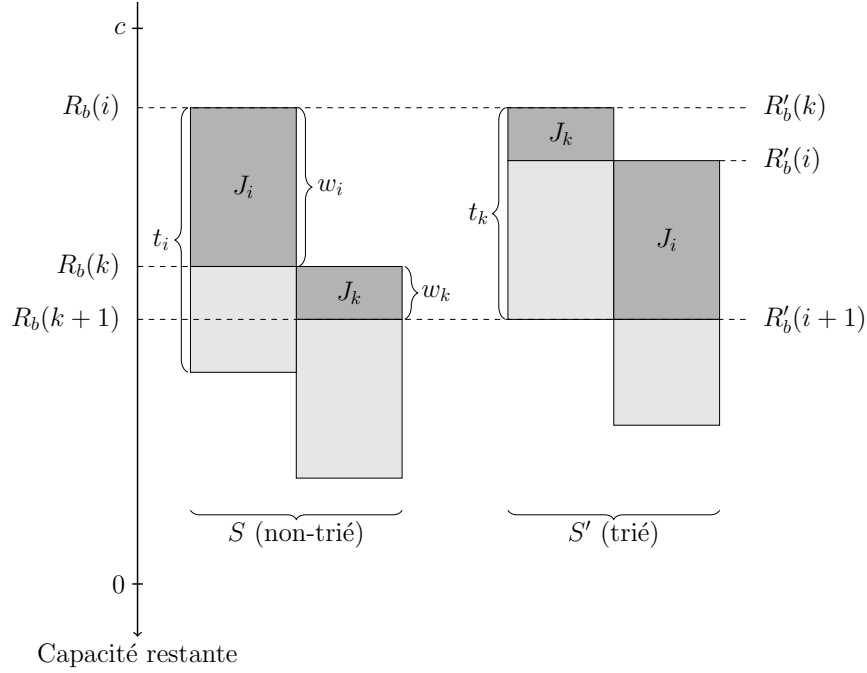 c
R_b(i)
R'_b(k)
J_k
R'_b(i)
J_i
w_i
t_k
t_i
J_i
R_b(k)
J_k
w_k
R_b(k + 1)
R'_b(i + 1)
S (non-trié)
S' (trié)
0
Capacité restante